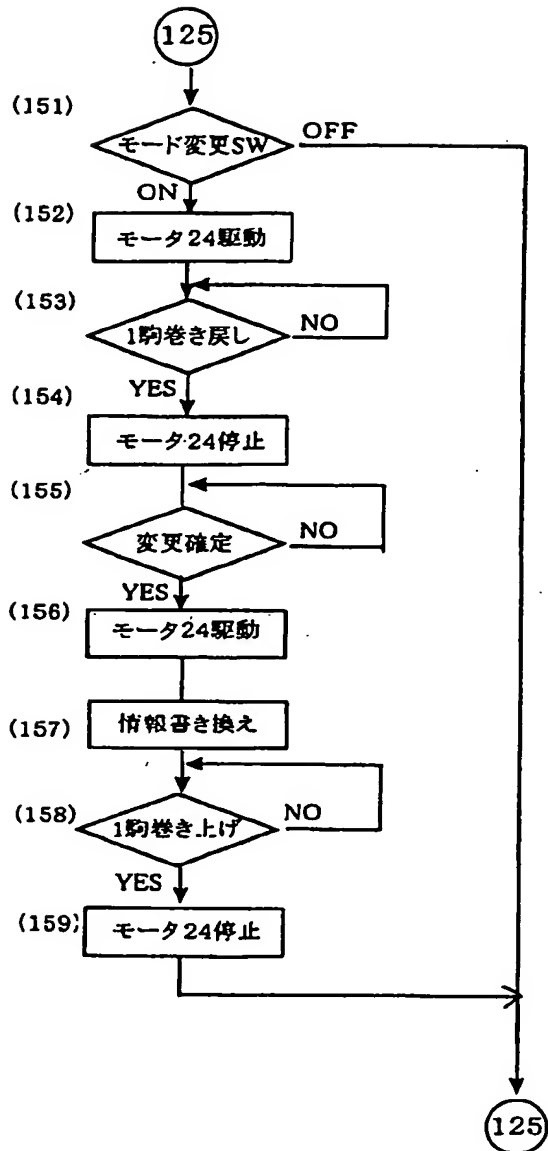 125
(151)
モード変更SW
OFF
ON
(152)
モータ24駆動
(153)
1駒巻き戻し
NO
YES
(154)
モータ24停止
(155)
変更確定
NO
YES
(156)
モータ24駆動
(157)
情報書き換え
(158)
1駒巻き上げ
NO
YES
(159)
モータ24停止
125